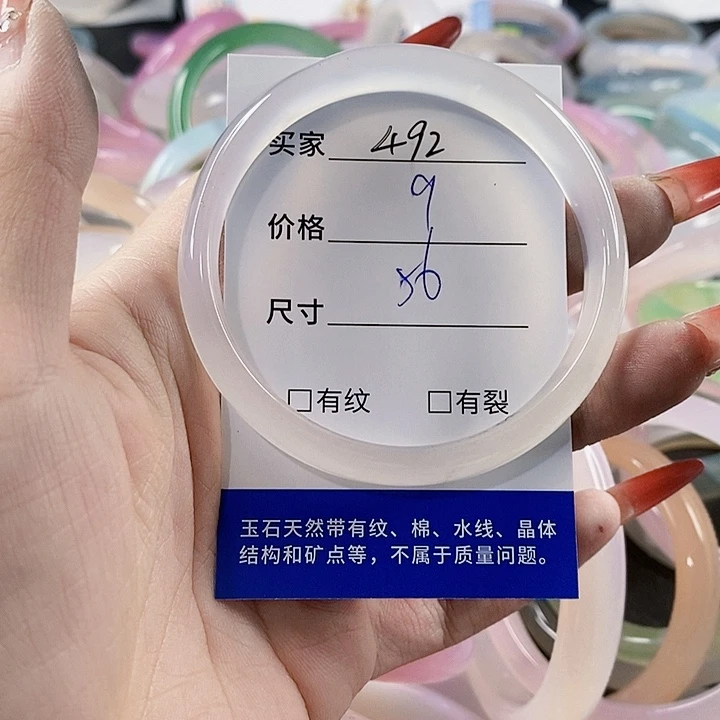 买家 492
价格 9
尺寸 56
□有纹 □有裂
玉石天然带有纹、棉、水线、晶体
结构和矿点等，不属于质量问题。